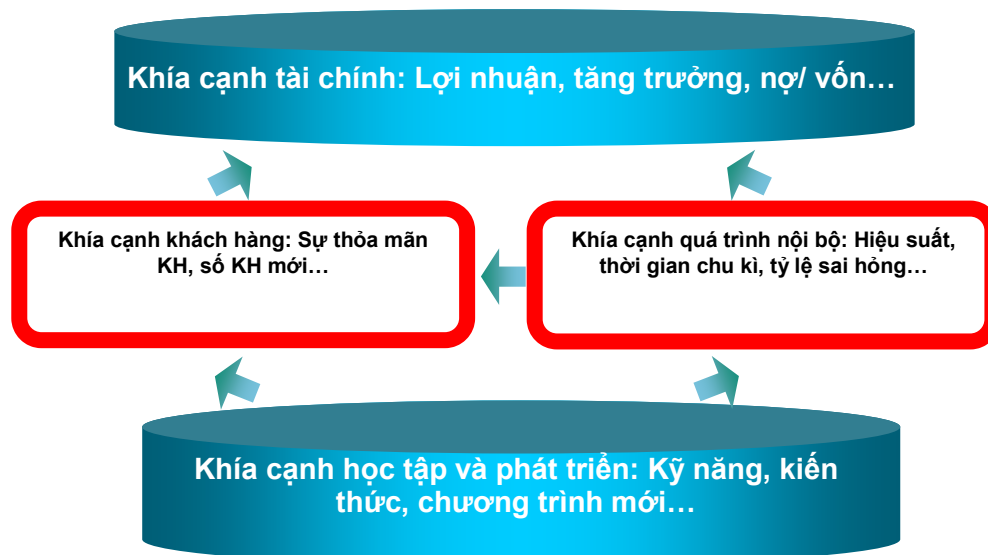 Khía cạnh tài chính: Lợi nhuận, tăng trưởng, nợ/ vốn…
Khía cạnh khách hàng: Sự thỏa mãn
KH, số KH mới…
Khía cạnh quá trình nội bộ: Hiệu suất,
thời gian chu kì, tỷ lệ sai hỏng…
Khía cạnh học tập và phát triển: Kỹ năng, kiến
thức, chương trình mới…